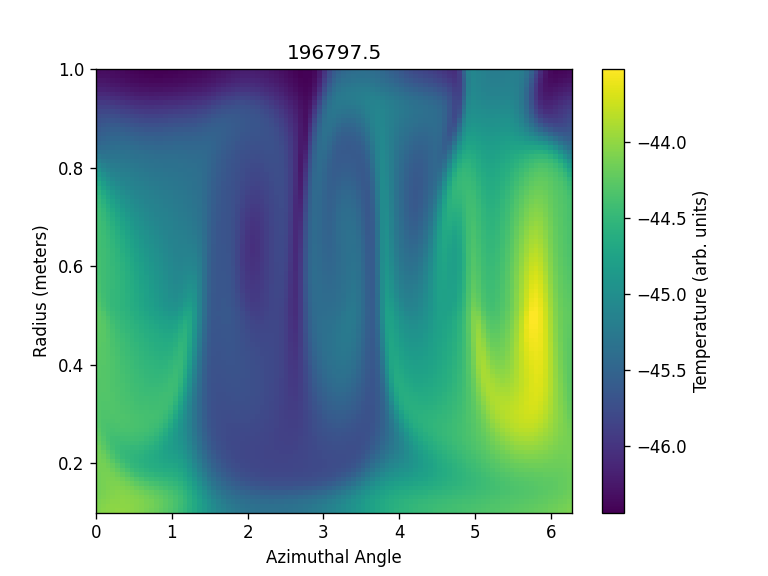 196797.5
1.0
0.8
0.6
0.4
0.2
Radius (meters)
0 1 2 3 4 5 6
Azimuthal Angle
−44.0
−44.5
−45.0
−45.5
−46.0
Temperature (arb. units)